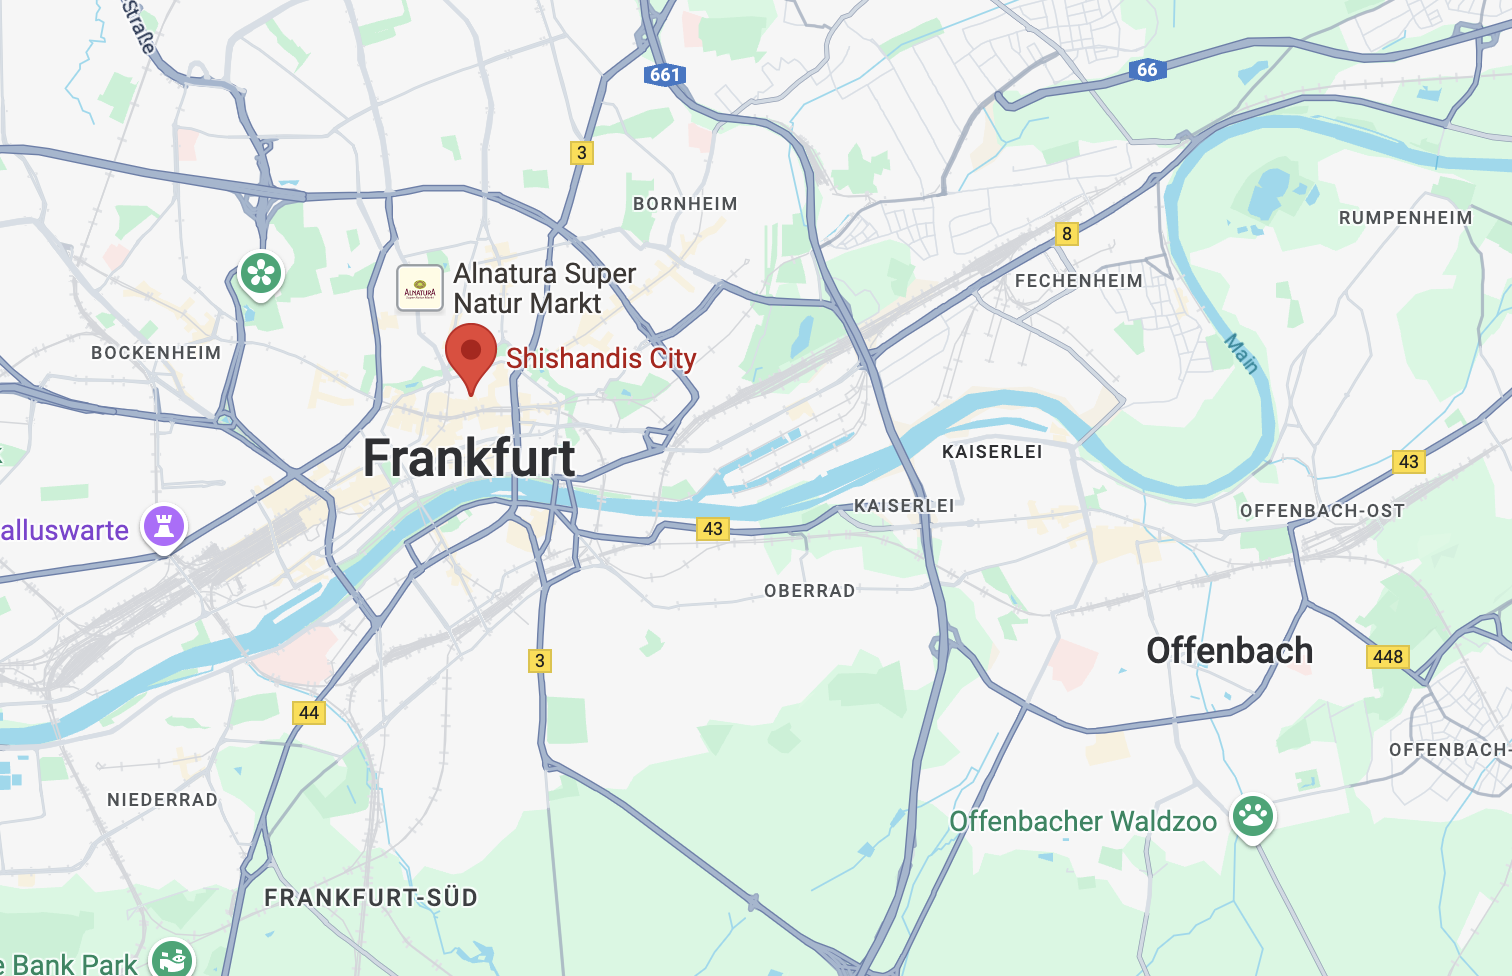 straße
661
66
3
BORNHEIM
RUMPENHEIM
8
Alnatura Super
Natur Markt
ALNATURA
FECHENHEIM
BOCKENHEIM
Shishandis City
Main
Frankfurt
KAISERLEI
43
KAISERLEI
OFFENBACH-OST
alluswarte
43
OBERRAD
Offenbach
3
448
44
OFFENBACH-
NIEDERRAD
Offenbacher Waldzoo
FRANKFURT-SÜD
e Bank Park